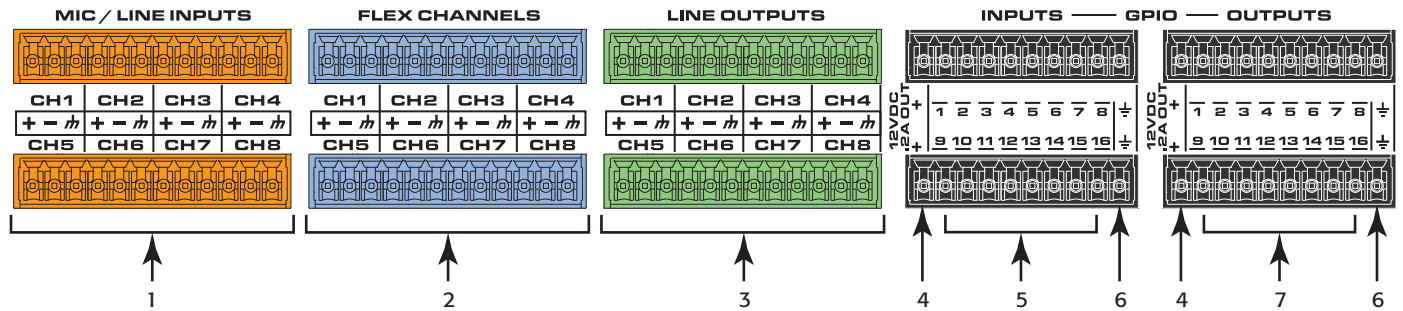 MIC / LINE INPUTS
CH1 CH2 CH3 CH4
+ − + − + − + −
CH5 CH6 CH7 CH8
FLEX CHANNELS
CH1 CH2 CH3 CH4
+ − + − + − + −
CH5 CH6 CH7 CH8
LINE OUTPUTS
CH1 CH2 CH3 CH4
+ − + − + − + −
CH5 CH6 CH7 CH8
INPUTS — GPIO — OUTPUTS
12VDC
.2A OUT
+ 1 2 3 4 5 6 7 8
+ 9 10 11 12 13 14 15 16
12VDC
.2A OUT
+ 1 2 3 4 5 6 7 8
+ 9 10 11 12 13 14 15 16
1 2 3 4 5 6 4 7 6